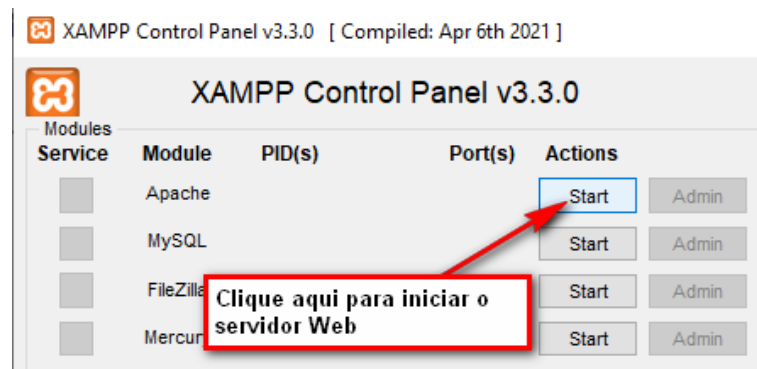 XAMPP Control Panel v3.3.0 [ Compiled: Apr 6th 2021 ]
XAMPP Control Panel v3.3.0
Modules
Service Module PID(s) Port(s) Actions
Apache Start Admin
MySQL Start Admin
FileZilla Start Admin
Clique aqui para iniciar o
servidor Web
Mercur Start Admin